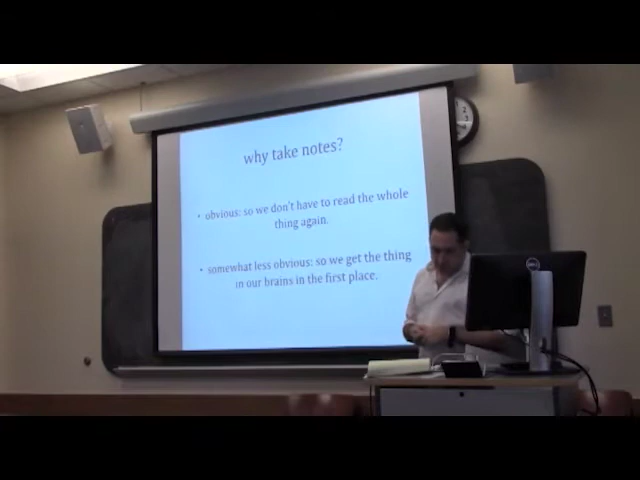 why take notes?
• obvious: so we don't have to read the whole
thing again.
• somewhat less obvious: so we get the thing
in our brains in the first place.
DELL